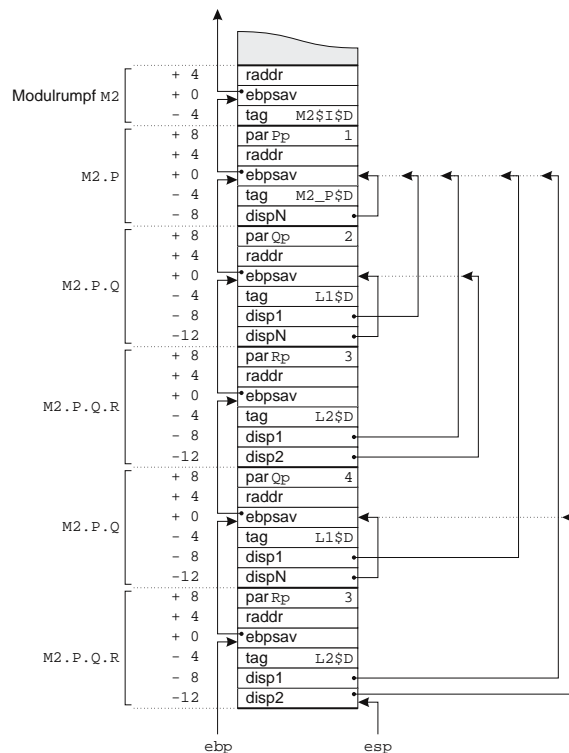 + 4 raddr
Modulrumpf M2 + 0 ebpsav
- 4 tag M2$I$D
+ 8 par Pp 1
+ 4 raddr
M2.P + 0 ebpsav
- 4 tag M2_P$D
- 8 dispN
+ 8 par Qp 2
+ 4 raddr
M2.P.Q + 0 ebpsav
- 4 tag L1$D
- 8 disp1
-12 dispN
+ 8 par Rp 3
+ 4 raddr
M2.P.Q.R + 0 ebpsav
- 4 tag L2$D
- 8 disp1
-12 disp2
+ 8 par Qp 4
+ 4 raddr
M2.P.Q + 0 ebpsav
- 4 tag L1$D
- 8 disp1
-12 dispN
+ 8 par Rp 3
+ 4 raddr
M2.P.Q.R + 0 ebpsav
- 4 tag L2$D
- 8 disp1
-12 disp2
ebp esp